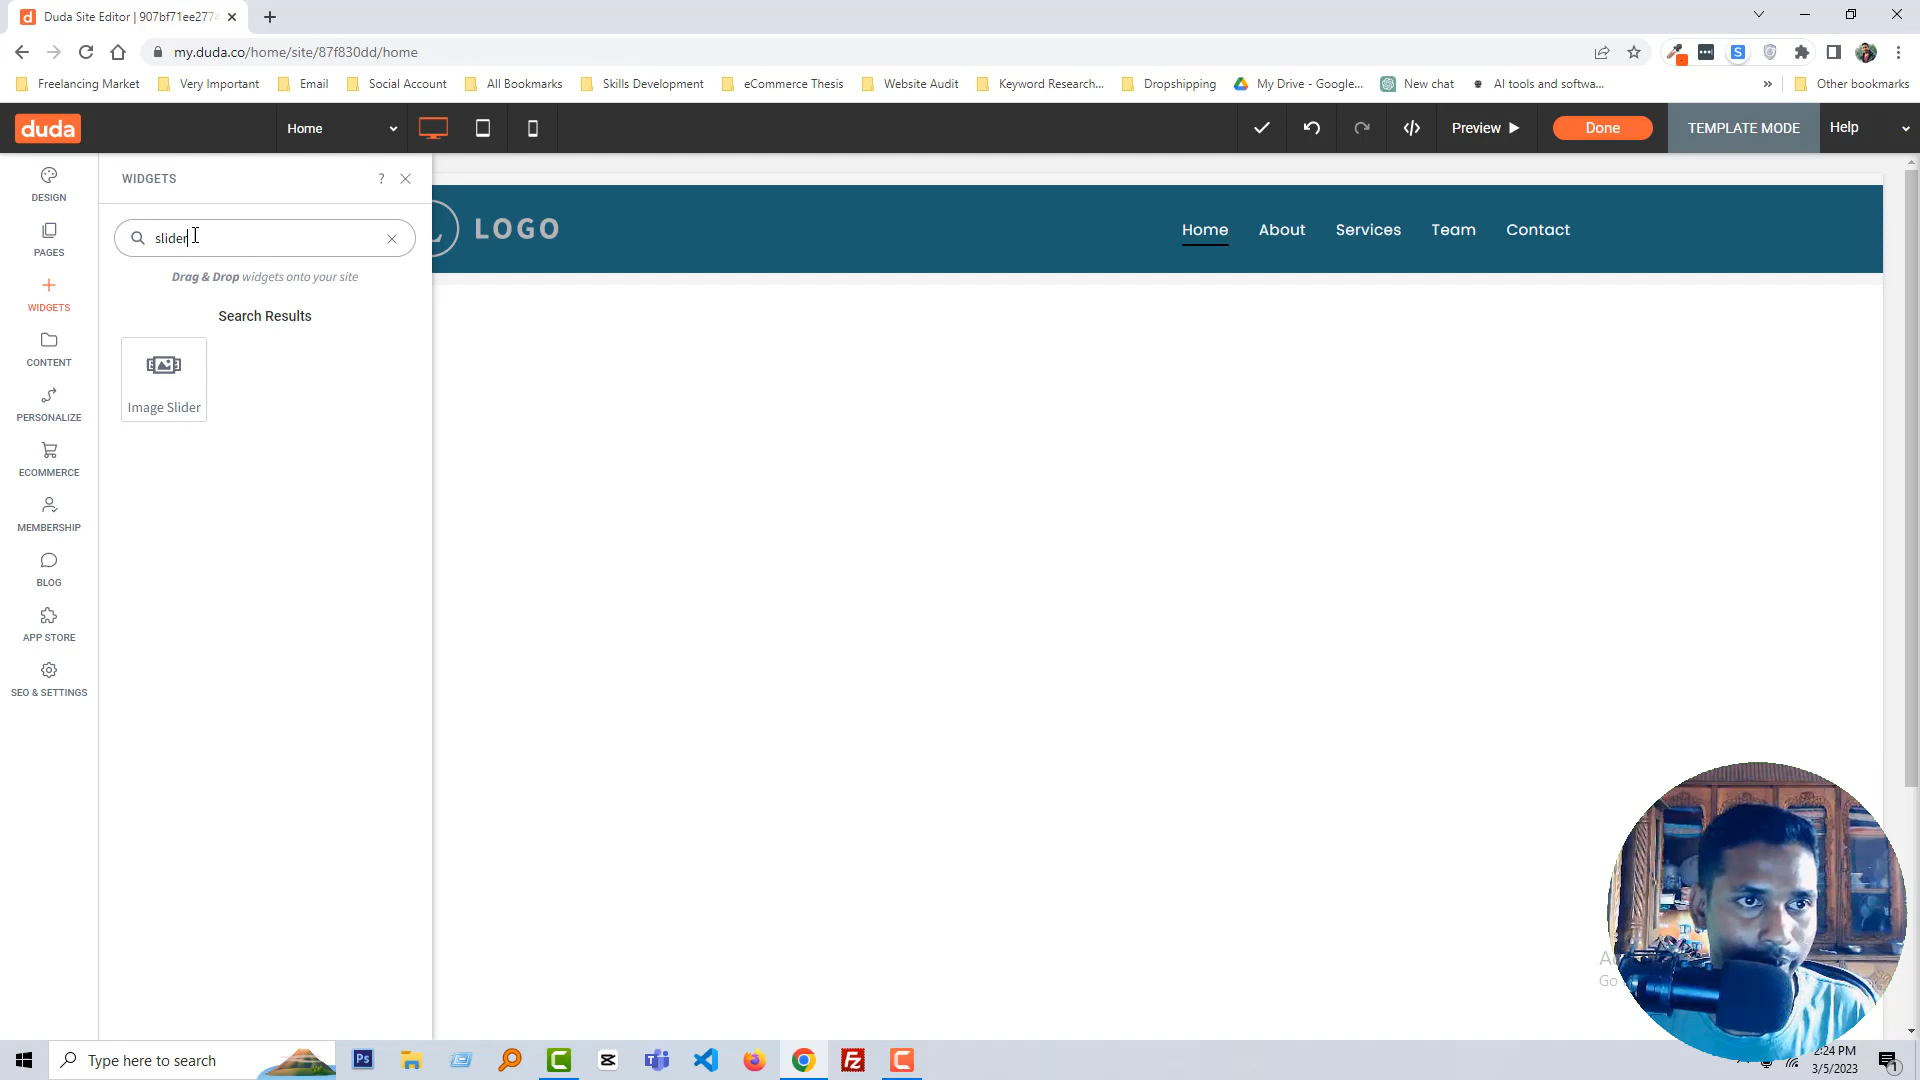 Duda Site Editor | 907bf71ee277
my.duda.co/home/site/87f830dd/home
Freelancing Market
Very Important
Email
Social Account
All Bookmarks
Skills Development
eCommerce Thesis
Website Audit
Keyword Research...
Dropshipping
My Drive - Google...
New chat
AI tools and softwa...
»
Other bookmarks
duda
Home
Preview
Done
TEMPLATE MODE
Help
DESIGN
PAGES
WIDGETS
CONTENT
PERSONALIZE
ECOMMERCE
MEMBERSHIP
BLOG
APP STORE
SEO & SETTINGS
WIDGETS
?
slider
Drag & Drop widgets onto your site
Search Results
Image Slider
LOGO
Home
About
Services
Team
Contact
Go
Type here to search
Ps
2:24 PM
3/5/2023
1